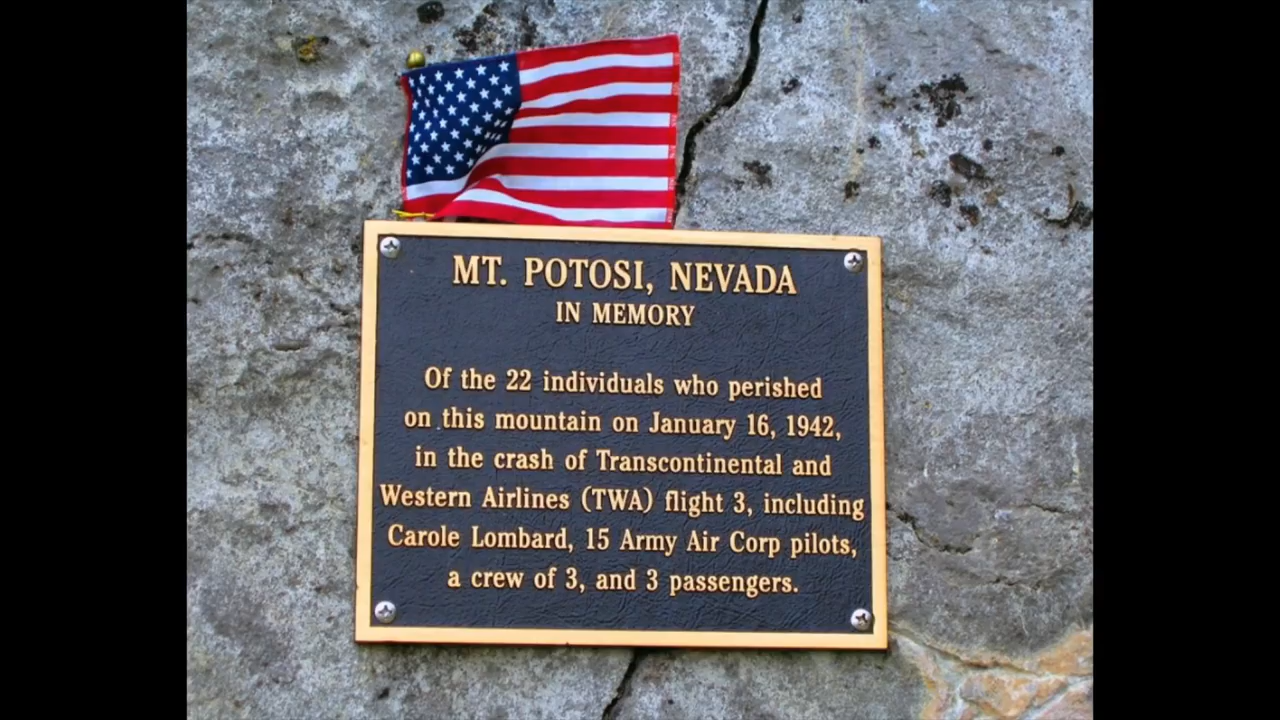 MT. POTOSI, NEVADA
IN MEMORY
Of the 22 individuals who perished
on this mountain on January 16, 1942,
in the crash of Transcontinental and
Western Airlines (TWA) flight 3, including
Carole Lombard, 15 Army Air Corp pilots,
a crew of 3, and 3 passengers.